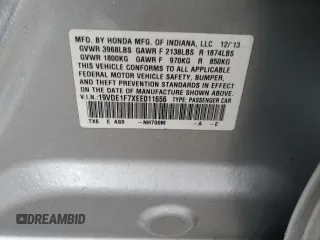 MFD. BY HONDA MFG. OF INDIANA, LLC 12/13
GVWR 3968LBS GAWR F 2138LBS R 1874LBS
GVWR 1800KG GAWR F 970KG R 850KG
THIS VEHICLE CONFORMS TO ALL APPLICABLE
FEDERAL MOTOR VEHICLE SAFETY, BUMPER,
AND THEFT PREVENTION STANDARDS IN EFFECT
ON THE DATE OF MANUFACTURE SHOWN ABOVE.
V.I.N. 19VDE1F7XEE011656 TYPE: PASSENGER CAR
TX6 E A69 -NH700M -A -E
© DREAMBID